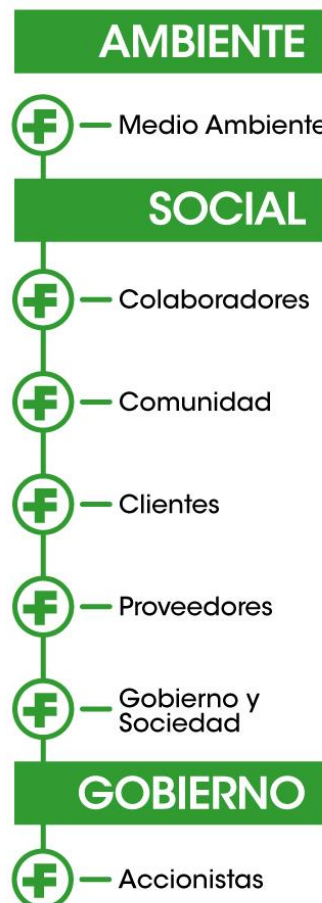 AMBIENTE
Medio Ambiente
SOCIAL
Colaboradores
Comunidad
Clientes
Proveedores
Gobierno y
Sociedad
GOBIERNO
Accionistas